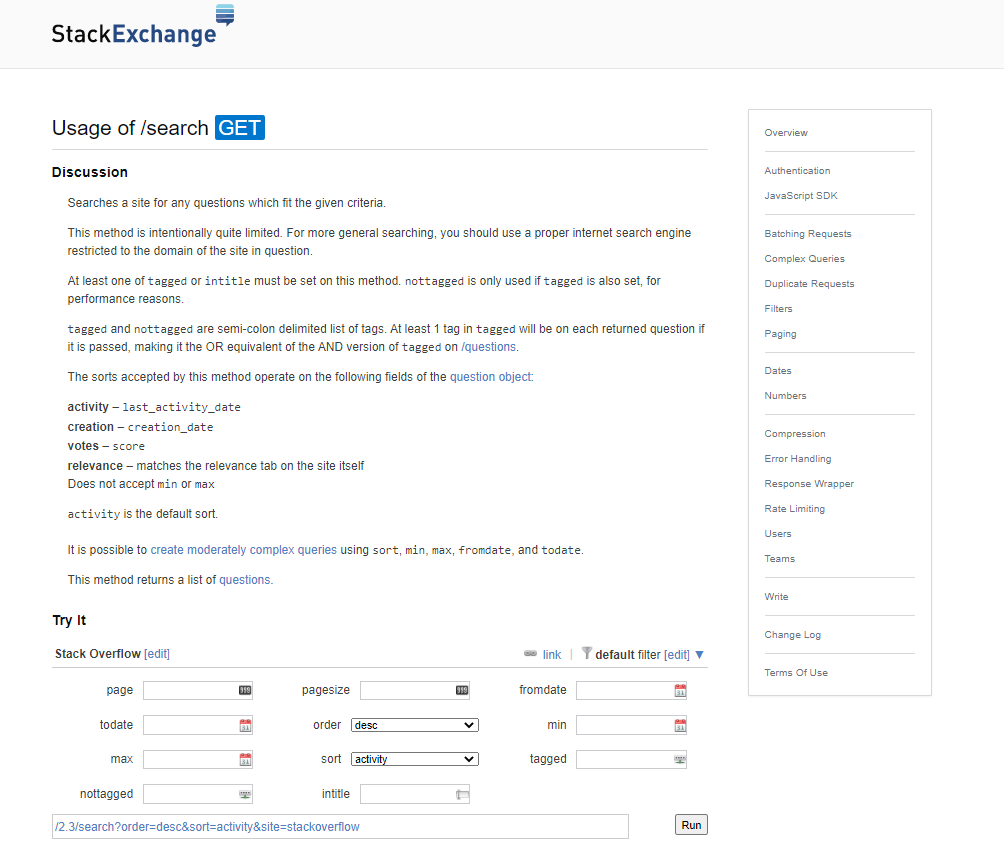 StackExchange
Usage of /search GET
Discussion
Searches a site for any questions which fit the given criteria.
This method is intentionally quite limited. For more general searching, you should use a proper internet search engine
restricted to the domain of the site in question.
At least one of tagged or intitle must be set on this method. nottagged is only used if tagged is also set, for
performance reasons.
tagged and nottagged are semi-colon delimited list of tags. At least 1 tag in tagged will be on each returned question if
it is passed, making it the OR equivalent of the AND version of tagged on /questions.
The sorts accepted by this method operate on the following fields of the question object:
activity – last_activity_date
creation – creation_date
votes – score
relevance – matches the relevance tab on the site itself
Does not accept min or max
activity is the default sort.
It is possible to create moderately complex queries using sort, min, max, fromdate, and todate.
This method returns a list of questions.
Try It
Stack Overflow [edit] link | default filter [edit] ▼
page pagesize fromdate
todate order desc min
max sort activity tagged
nottagged intitle
/2.3/search?order=desc&sort=activity&site=stackoverflow Run
Overview
Authentication
JavaScript SDK
Batching Requests
Complex Queries
Duplicate Requests
Filters
Paging
Dates
Numbers
Compression
Error Handling
Response Wrapper
Rate Limiting
Users
Teams
Write
Change Log
Terms Of Use